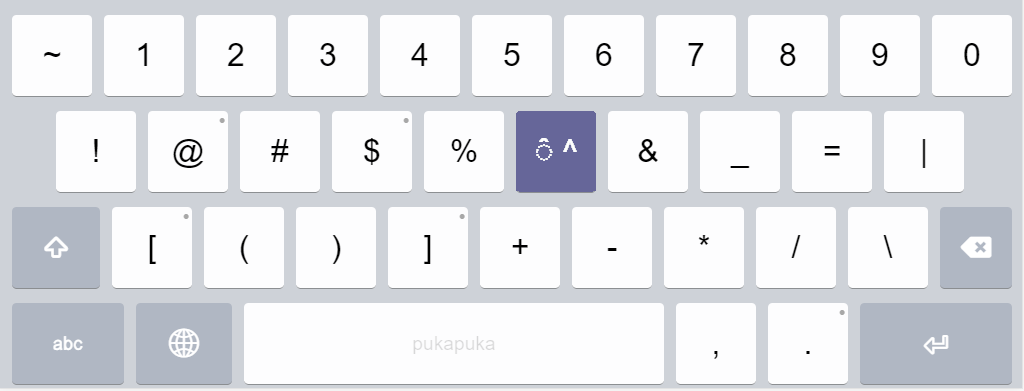 ~ 1 2 3 4 5 6 7 8 9 0
! @ # $ % ◌̂ ^ & _ = |
[ ( ) ] + - * / \
abc pukapuka , .